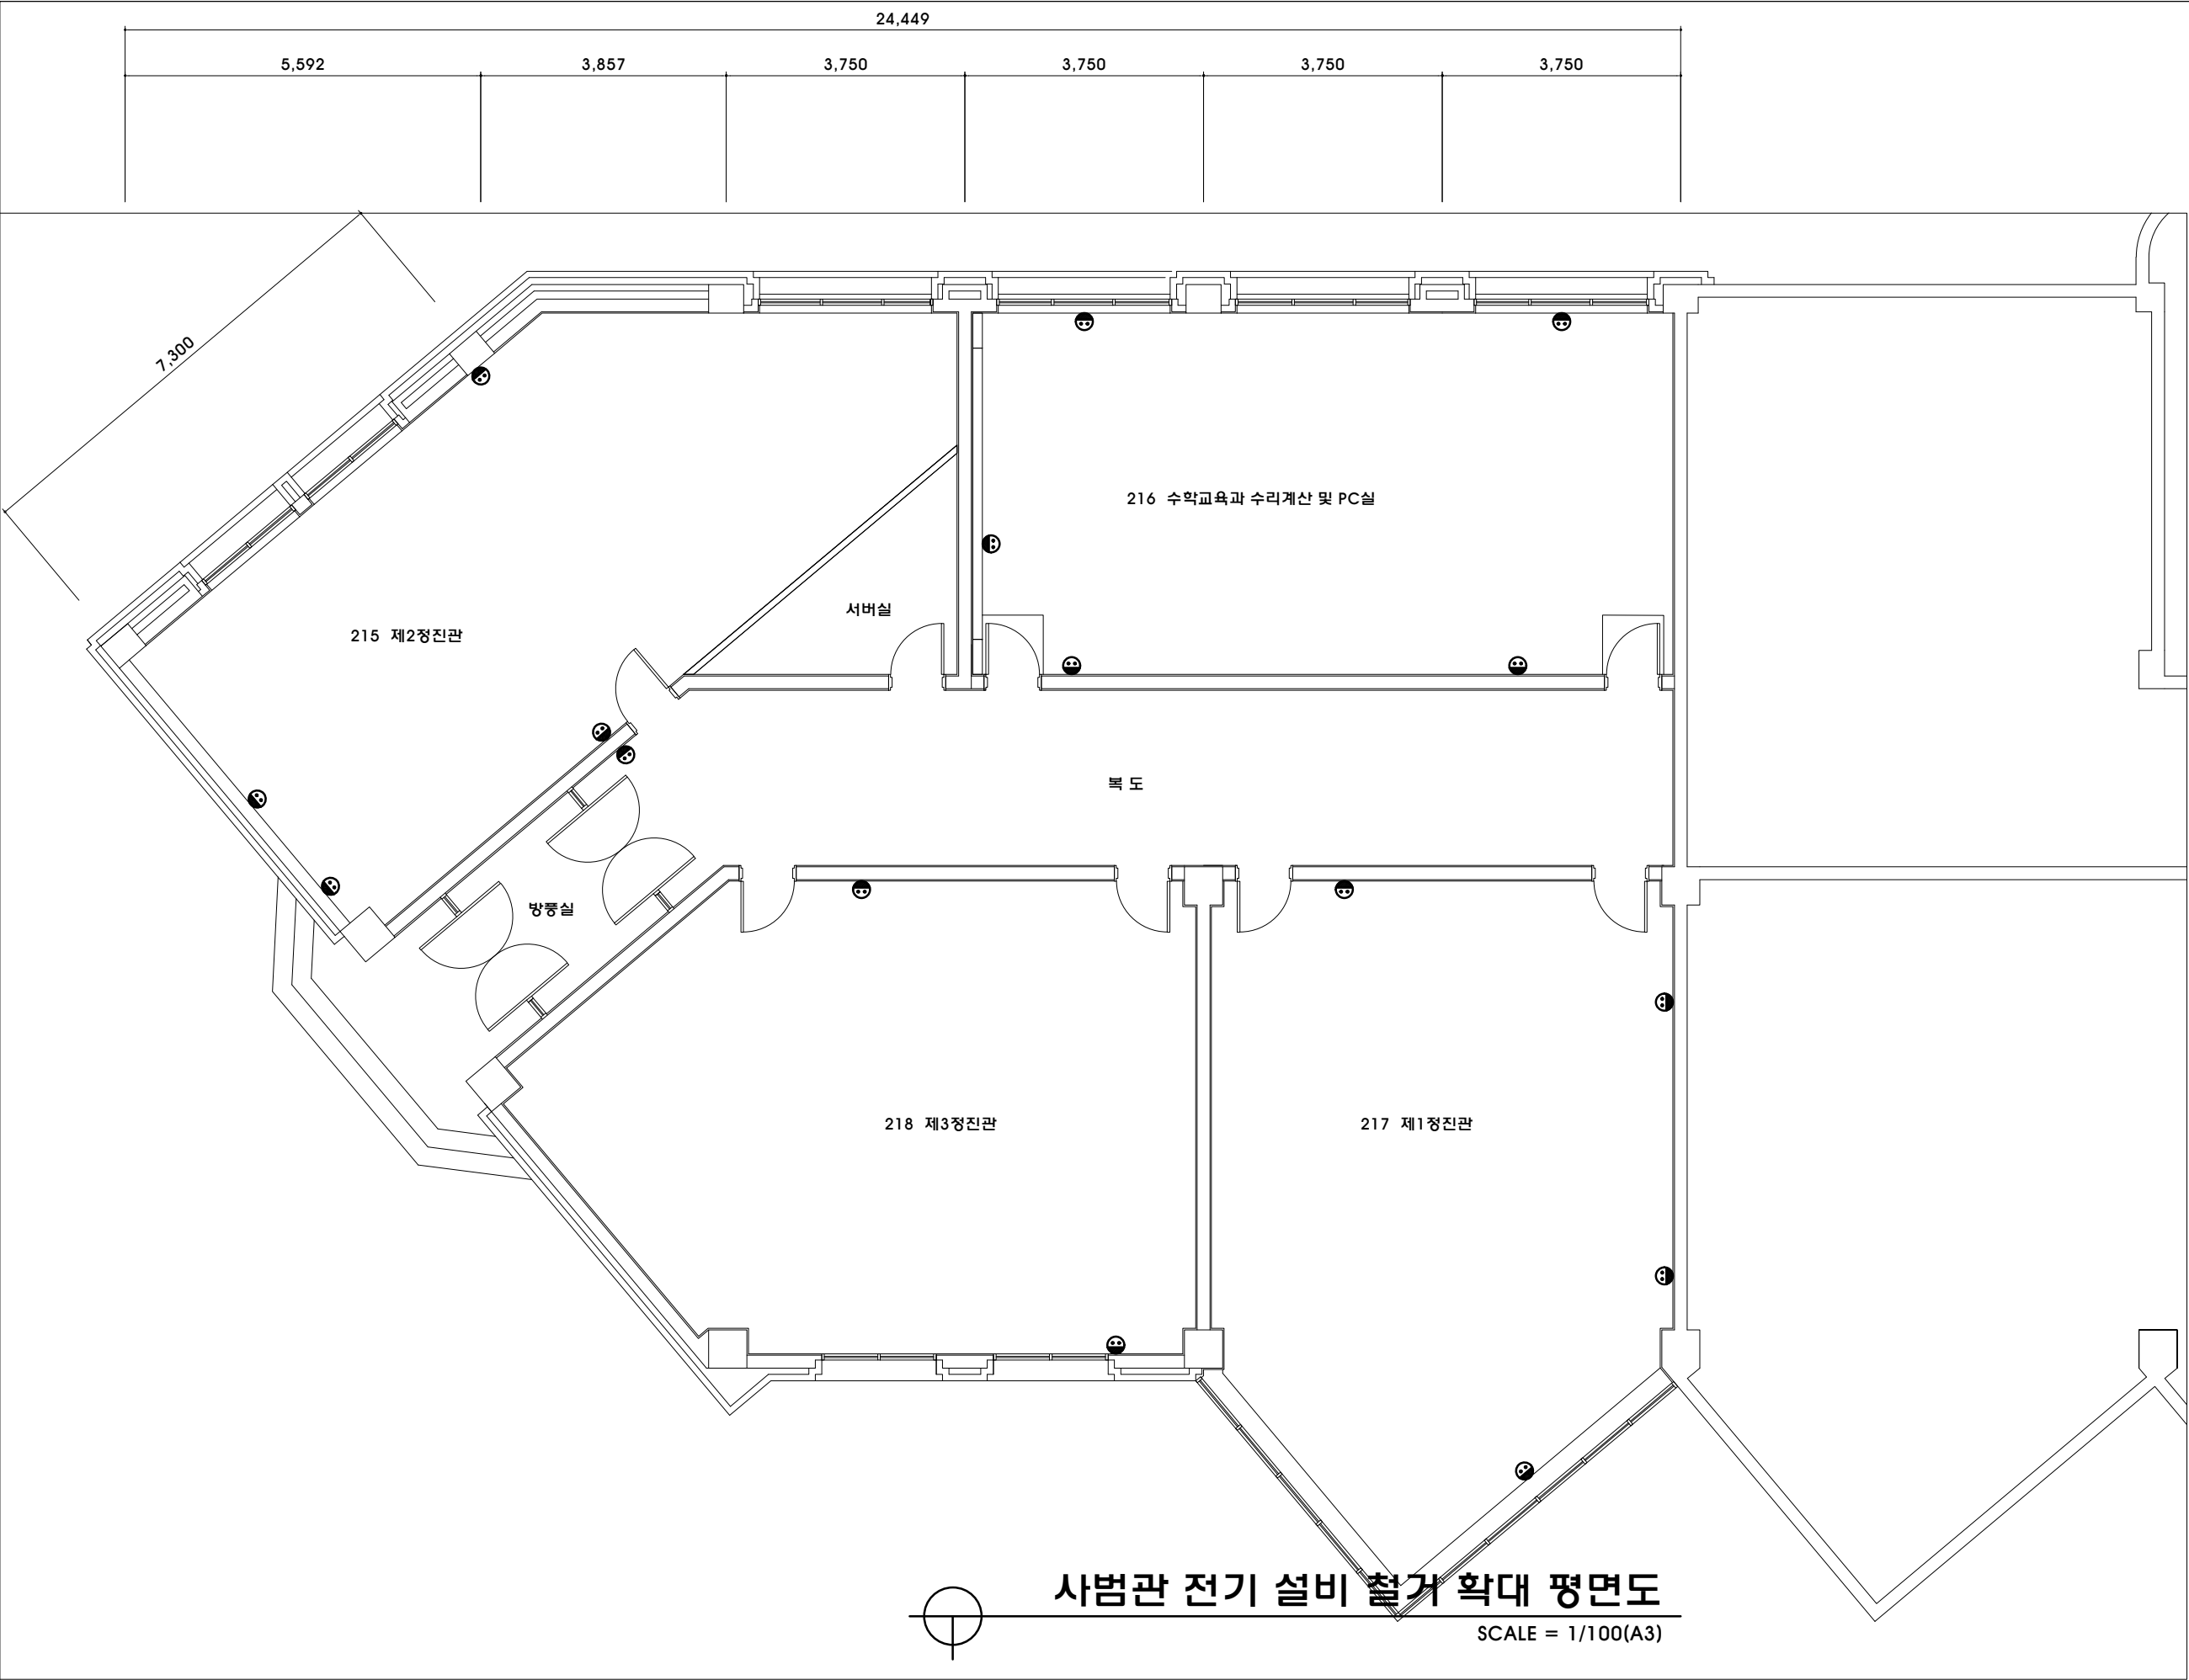 24,449
5,592
3,857
3,750
3,750
3,750
3,750
7,300
216 수학교육과 수리계산 및 PC실
서버실
215 제2정진관
복 도
방풍실
218 제3정진관
217 제1정진관
사범관 전기 설비 철거 확대 평면도
SCALE = 1/100(A3)